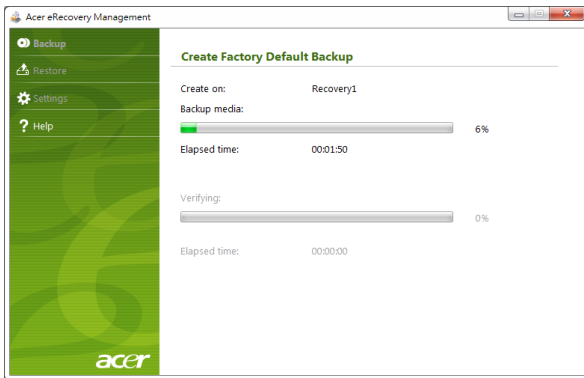 Acer eRecovery Management
Backup
Restore
Settings
? Help
acer
Create Factory Default Backup
Create on: Recovery1
Backup media:
6%
Elapsed time: 00:01:50
Verifying:
0%
Elapsed time: 00:00:00